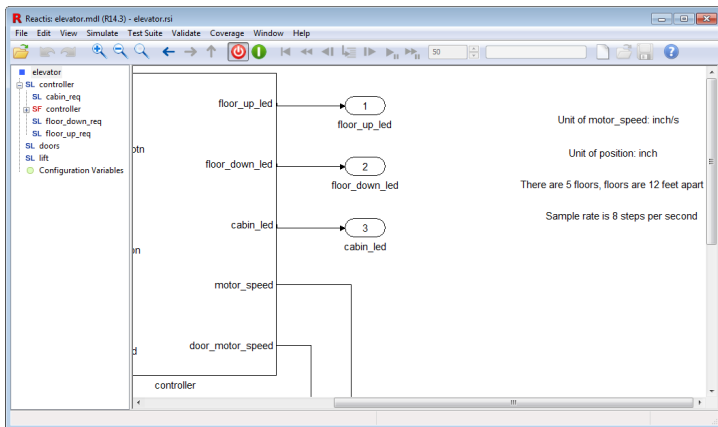 Reactis: elevator.mdl (R14.3) - elevator.rsi
File Edit View Simulate Test Suite Validate Coverage Window Help
50
elevator
SL controller
SL cabin_req
SF controller
SL floor_down_req
SL floor_up_req
SL doors
SL lift
Configuration Variables
floor_up_led
1
floor_up_led
otn
floor_down_led
2
floor_down_led
cabin_led
3
cabin_led
on
motor_speed
d
door_motor_speed
controller
Unit of motor_speed: inch/s
Unit of position: inch
There are 5 floors, floors are 12 feet apart
Sample rate is 8 steps per second